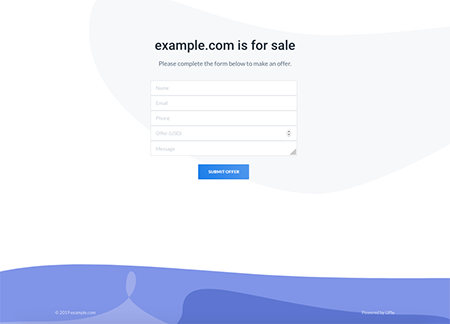 example.com is for sale
Please complete the form below to make an offer.
Name
Email
Phone
Offer (USD)
Message
SUBMIT OFFER
© 2019 example.com
Powered by